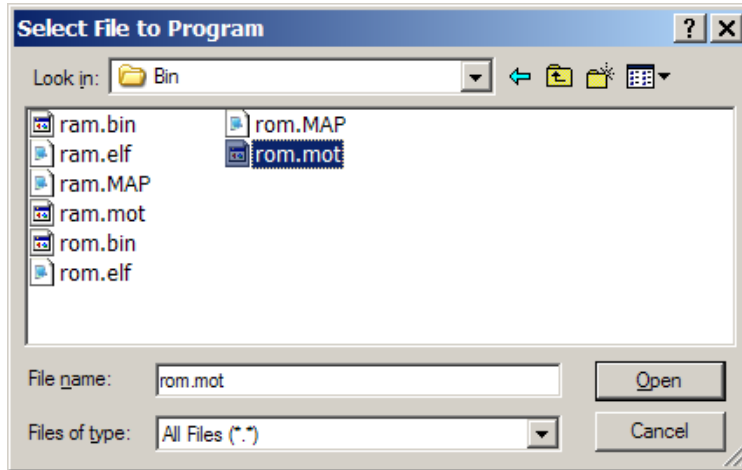 Select File to Program
Look in: Bin
ram.bin
ram.elf
ram.MAP
ram.mot
rom.bin
rom.elf
rom.MAP
rom.mot
File name: rom.mot
Open
Files of type: All Files (*.*)
Cancel